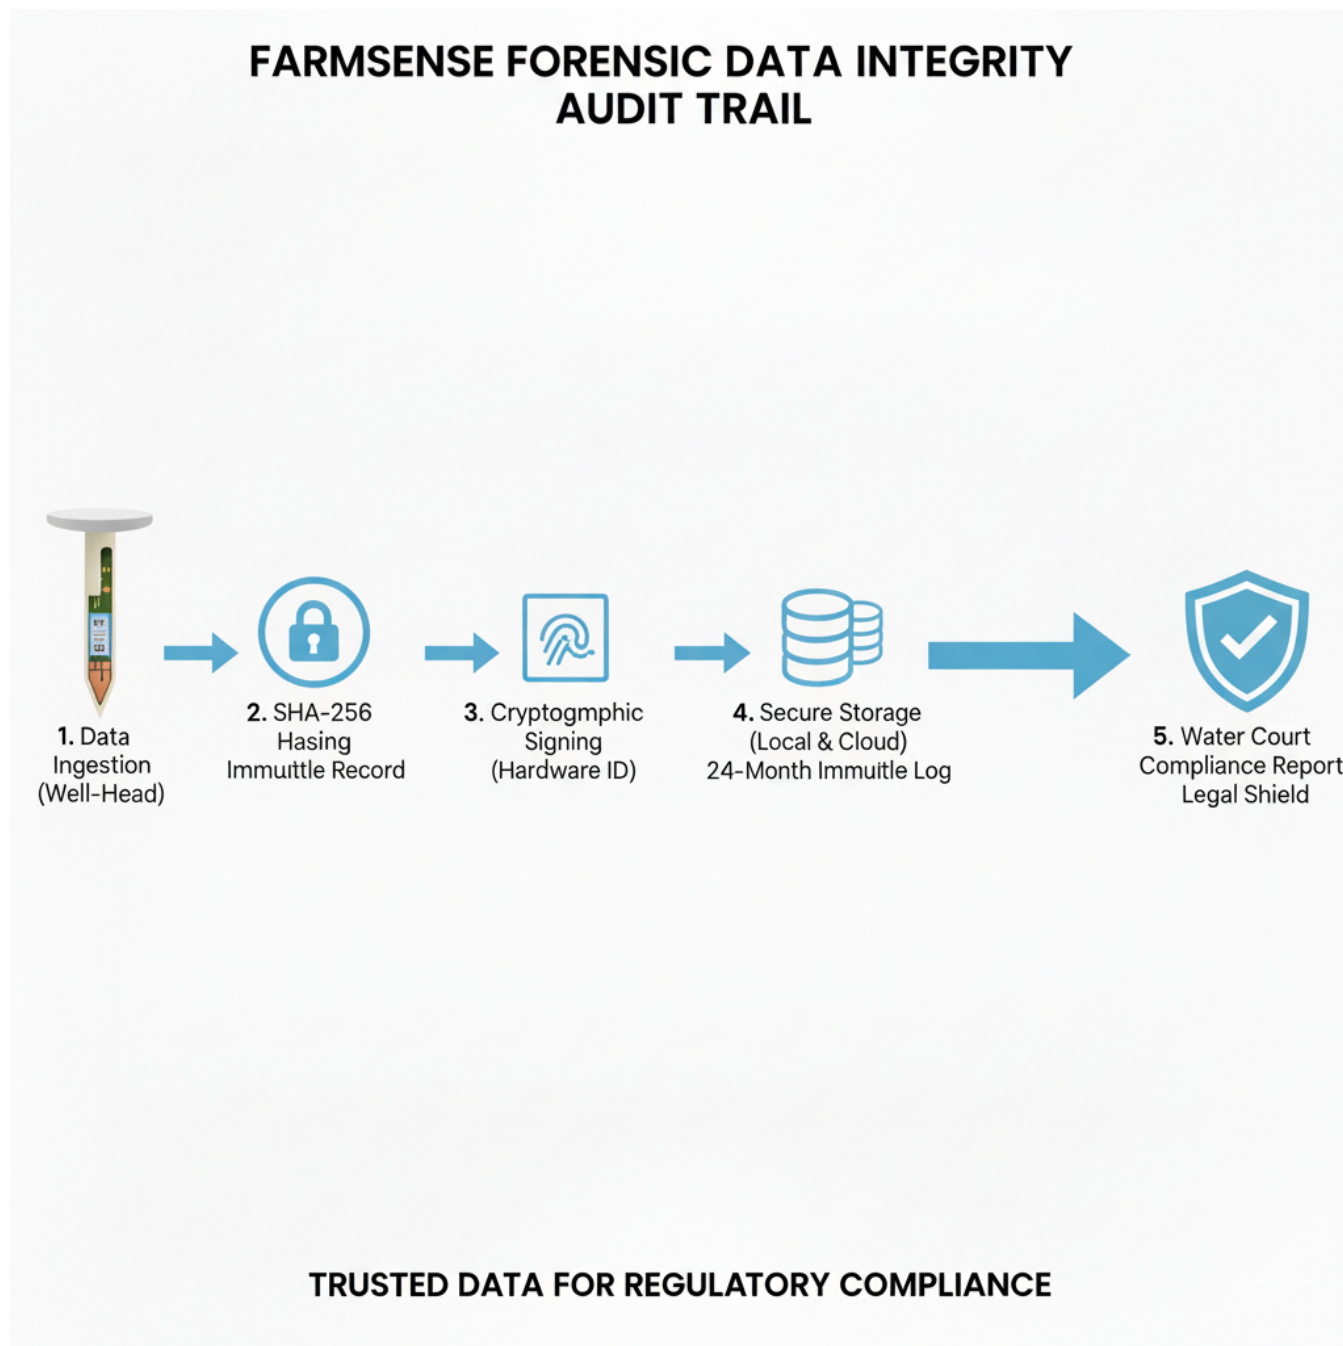 FARMSENSE FORENSIC DATA INTEGRITY
AUDIT TRAIL
1. Data
Ingestion
(Well-Head)
2. SHA-256
Hasing
Immuıttle Record
3. Cryptogmphic
Signing
(Hardware ID)
4. Secure Storage
(Local & Cloud)
24-Month Immuitle Log
5. Water Court
Compliance Report
Legal Shield
TRUSTED DATA FOR REGULATORY COMPLIANCE